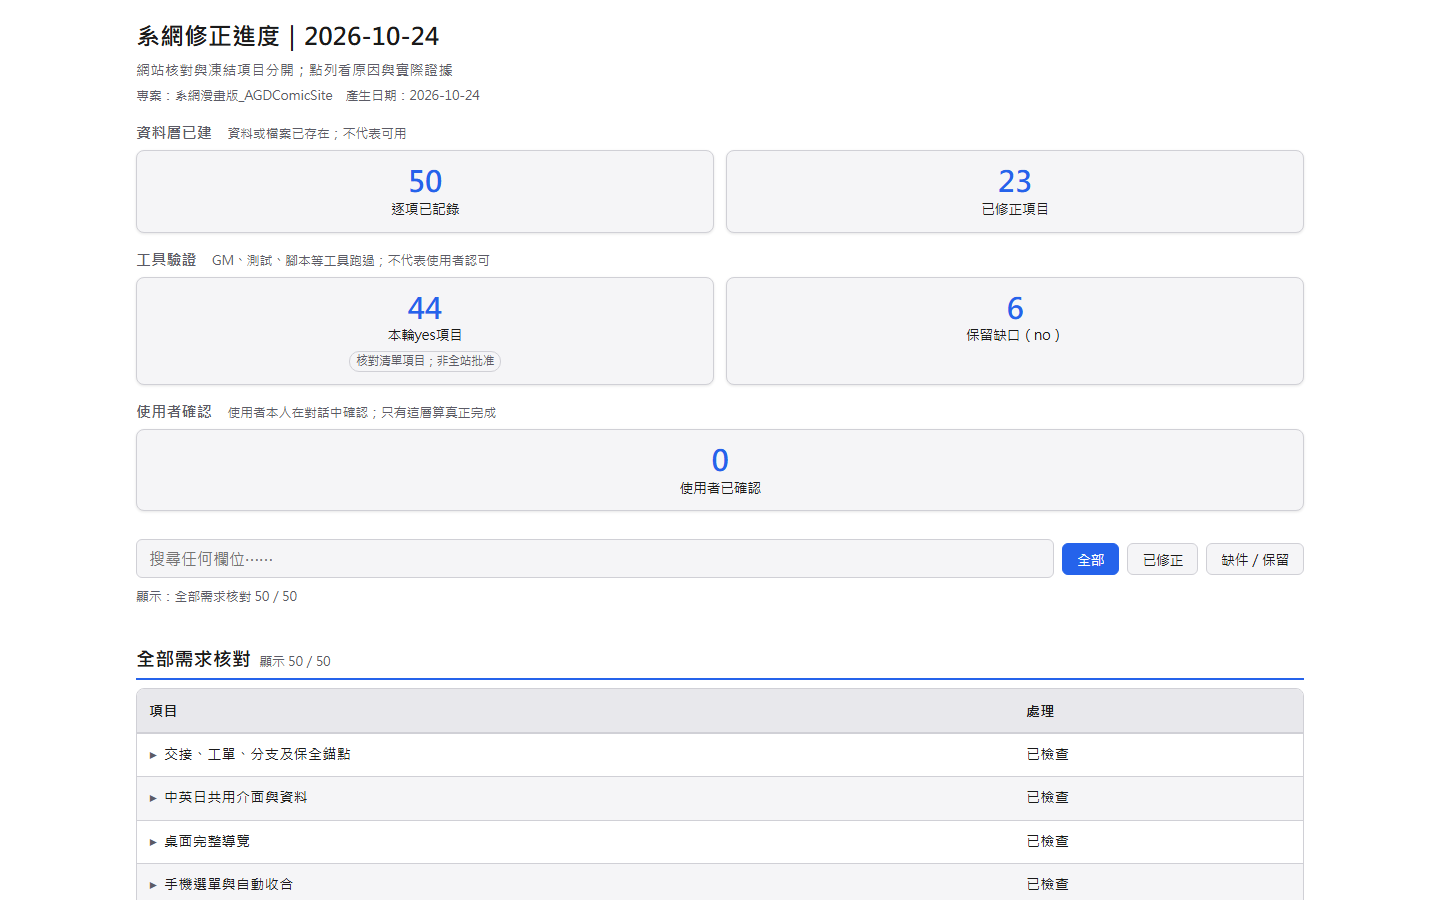 系網修正進度 | 2026-10-24
網站核對與凍結項目分開；點列看原因與實際證據
專案：系網漫畫版_AGDComicSite 產生日期：2026-10-24
資料層已建 資料或檔案已存在；不代表可用
50
逐項已記錄
23
已修正項目
工具驗證 GM、測試、腳本等工具跑過；不代表使用者認可
44
本輪yes項目
核對清單項目；非全站批准
6
保留缺口（no）
使用者確認 使用者本人在對話中確認；只有這層算真正完成
0
使用者已確認
搜尋任何欄位……
全部
已修正
缺件 / 保留
顯示：全部需求核對 50 / 50
全部需求核對 顯示 50 / 50
項目 處理
▸ 交接、工單、分支及保全錨點 已檢查
▸ 中英日共用介面與資料 已檢查
▸ 桌面完整導覽 已檢查
▸ 手機選單與自動收合 已檢查